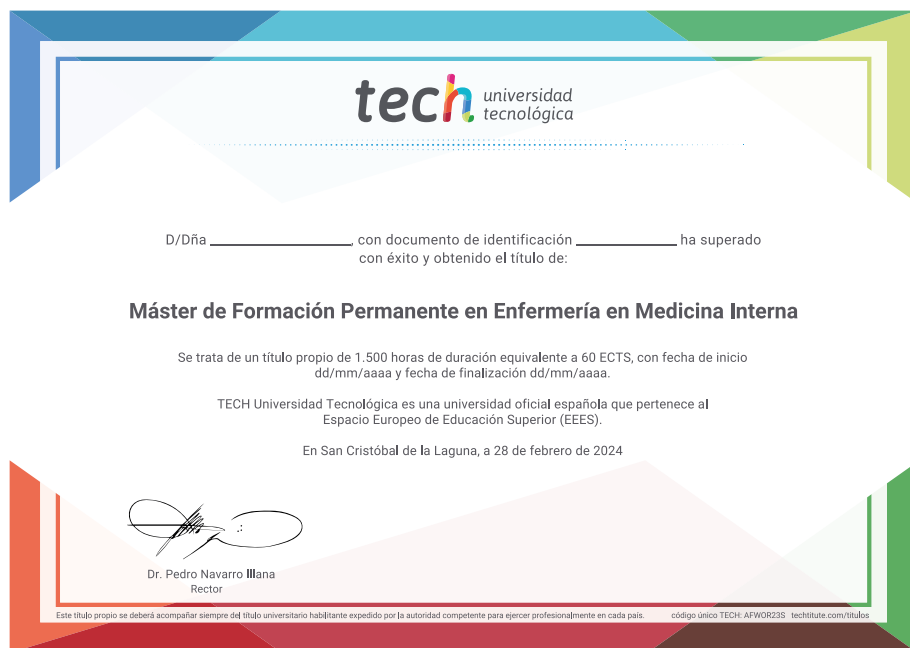 tech universidad
tecnológica
D/Dña ______________, con documento de identificación __________ ha superado
con éxito y obtenido el título de:
Máster de Formación Permanente en Enfermería en Medicina Interna
Se trata de un título propio de 1.500 horas de duración equivalente a 60 ECTS, con fecha de inicio
dd/mm/aaaa y fecha de finalización dd/mm/aaaa.
TECH Universidad Tecnológica es una universidad oficial española que pertenece al
Espacio Europeo de Educación Superior (EEES).
En San Cristóbal de la Laguna, a 28 de febrero de 2024
Dr. Pedro Navarro Illana
Rector
Este título propio se deberá acompañar siempre del título universitario habilitante expedido por la autoridad competente para ejercer profesionalmente en cada país. código único TECH: AFWOR23S techtitute.com/titulos